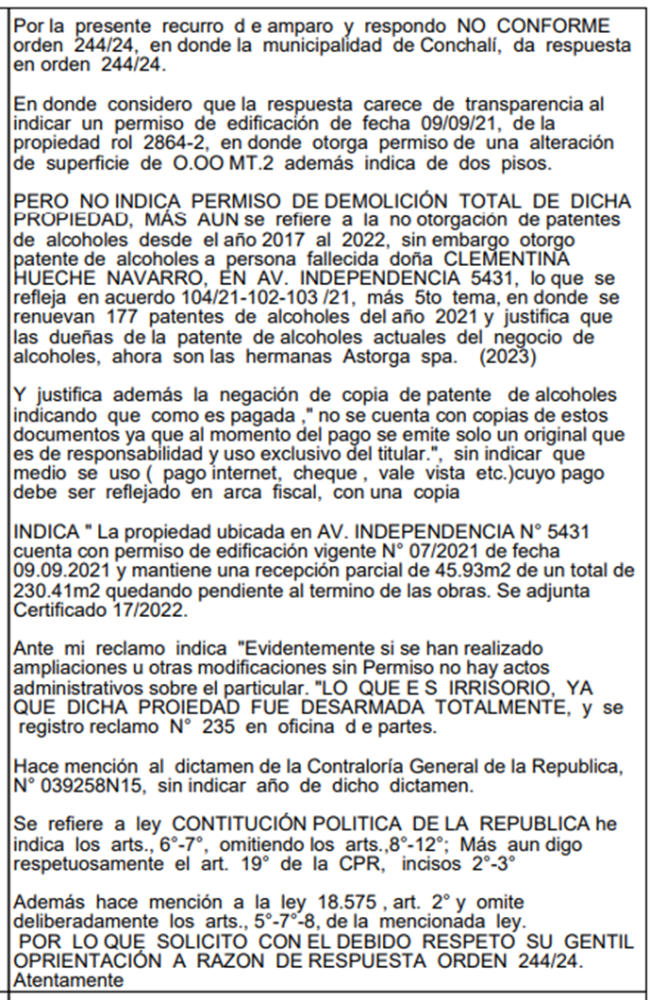 Por la presente recurro d e amparo y respondo NO CONFORME
orden 244/24, en donde la municipalidad de Conchalí, da respuesta
en orden 244/24.
En donde considero que la respuesta carece de transparencia al
indicar un permiso de edificación de fecha 09/09/21, de la
propiedad rol 2864-2, en donde otorga permiso de una alteración
de superficie de O.OO MT.2 además indica de dos pisos.
PERO NO INDICA PERMISO DE DEMOLICIÓN TOTAL DE DICHA
PROPIEDAD, MÁS AUN se refiere a la no otorgación de patentes
de alcoholes desde el año 2017 al 2022, sin embargo otorgo
patente de alcoholes a persona fallecida doña CLEMENTINA
HUECHE NAVARRO, EN AV. INDEPENDENCIA 5431, lo que se
refleja en acuerdo 104/21-102-103 /21, más 5to tema, en donde se
renuevan 177 patentes de alcoholes del año 2021 y justifica que
las dueñas de la patente de alcoholes actuales del negocio de
alcoholes, ahora son las hermanas Astorga spa. (2023)
Y justifica además la negación de copia de patente de alcoholes
indicando que como es pagada ," no se cuenta con copias de estos
documentos ya que al momento del pago se emite solo un original que
es de responsabilidad y uso exclusivo del titular.", sin indicar que
medio se uso ( pago internet, cheque , vale vista etc.)cuyo pago
debe ser reflejado en arca fiscal, con una copia
INDICA " La propiedad ubicada en AV. INDEPENDENCIA N° 5431
cuenta con permiso de edificación vigente N° 07/2021 de fecha
09.09.2021 y mantiene una recepción parcial de 45.93m2 de un total de
230.41m2 quedando pendiente al termino de las obras. Se adjunta
Certificado 17/2022.
Ante mi reclamo indica "Evidentemente si se han realizado
ampliaciones u otras modificaciones sin Permiso no hay actos
administrativos sobre el particular. "LO QUE E S IRRISORIO, YA
QUE DICHA PROIEDAD FUE DESARMADA TOTALMENTE, y se
registro reclamo N° 235 en oficina d e partes.
Hace mención al dictamen de la Contraloría General de la Republica,
N° 039258N15, sin indicar año de dicho dictamen.
Se refiere a ley CONTITUCIÓN POLITICA DE LA REPUBLICA he
indica los arts., 6°-7°, omitiendo los arts.,8°-12°; Más aun digo
respetuosamente el art. 19° de la CPR, incisos 2°-3°
Además hace mención a la ley 18.575 , art. 2° y omite
deliberadamente los arts., 5°-7°-8, de la mencionada ley.
POR LO QUE SOLICITO CON EL DEBIDO RESPETO SU GENTIL
OPRIENTACIÓN A RAZON DE RESPUESTA ORDEN 244/24.
Atentamente